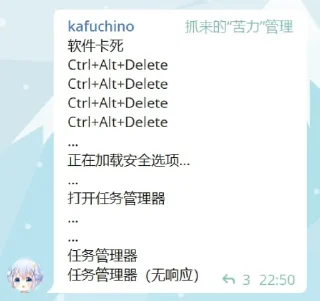 kafuchino 抓来的“苦力”管理
软件卡死
Ctrl+Alt+Delete
Ctrl+Alt+Delete
Ctrl+Alt+Delete
Ctrl+Alt+Delete
...
正在加载安全选项...
...
打开任务管理器
...
...
任务管理器
任务管理器（无响应） 3 22:50